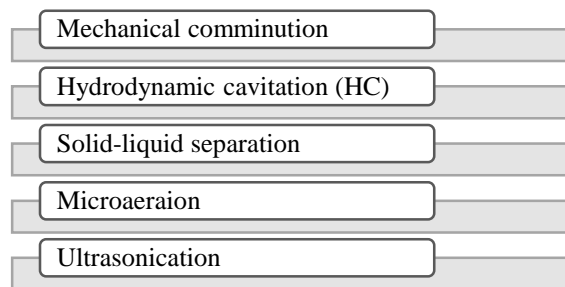 Mechanical comminution
Hydrodynamic cavitation (HC)
Solid-liquid separation
Microaeraion
Ultrasonication